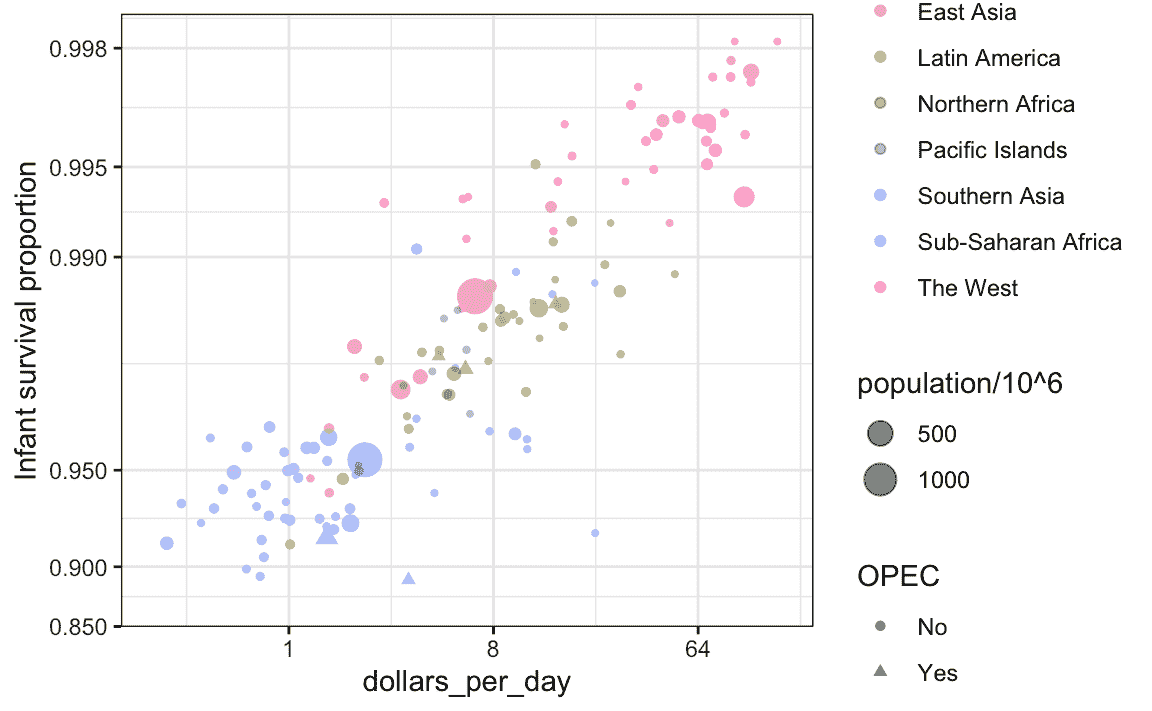 0.998
0.995
0.990
0.950
0.900
0.850
Infant survival proportion
1
8
64
dollars_per_day
East Asia
Latin America
Northern Africa
Pacific Islands
Southern Asia
Sub-Saharan Africa
The West
population/10^6
500
1000
OPEC
No
Yes